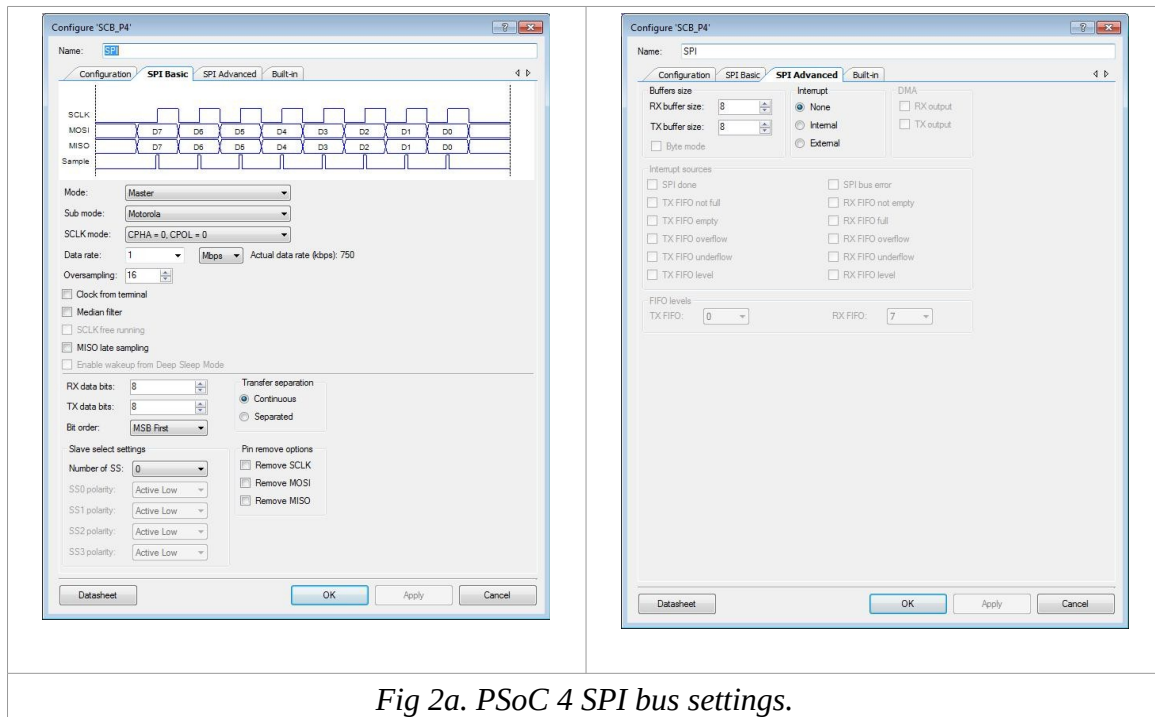 Configure 'SCB_P4'
Name: SPI
Configuration SPI Basic SPI Advanced Built-in
SCLK
MOSI D7 D6 D5 D4 D3 D2 D1 D0
MISO D7 D6 D5 D4 D3 D2 D1 D0
Sample
Mode: Master
Sub mode: Motorola
SCLK mode: CPHA = 0, CPOL = 0
Data rate: 1 Mbps Actual data rate (kbps): 750
Oversampling: 16
Clock from terminal
Median filter
SCLK free running
MISO late sampling
Enable wakeup from Deep Sleep Mode
RX data bits: 8
TX data bits: 8
Bit order: MSB First
Transfer separation
Continuous
Separated
Slave select settings
Number of SS: 0
SS0 polarity: Active Low
SS1 polarity: Active Low
SS2 polarity: Active Low
SS3 polarity: Active Low
Pin remove options
Remove SCLK
Remove MOSI
Remove MISO
Datasheet OK Apply Cancel
Configure 'SCB_P4'
Name: SPI
Configuration SPI Basic SPI Advanced Built-in
Buffers size
RX buffer size: 8
TX buffer size: 8
Byte mode
Interrupt
None
Internal
External
DMA
RX output
TX output
Interrupt sources
SPI done SPI bus error
TX FIFO not full RX FIFO not empty
TX FIFO empty RX FIFO full
TX FIFO overflow RX FIFO overflow
TX FIFO underflow RX FIFO underflow
TX FIFO level RX FIFO level
FIFO levels
TX FIFO: 0 RX FIFO: 7
Datasheet OK Apply Cancel
Fig 2a. PSoC 4 SPI bus settings.